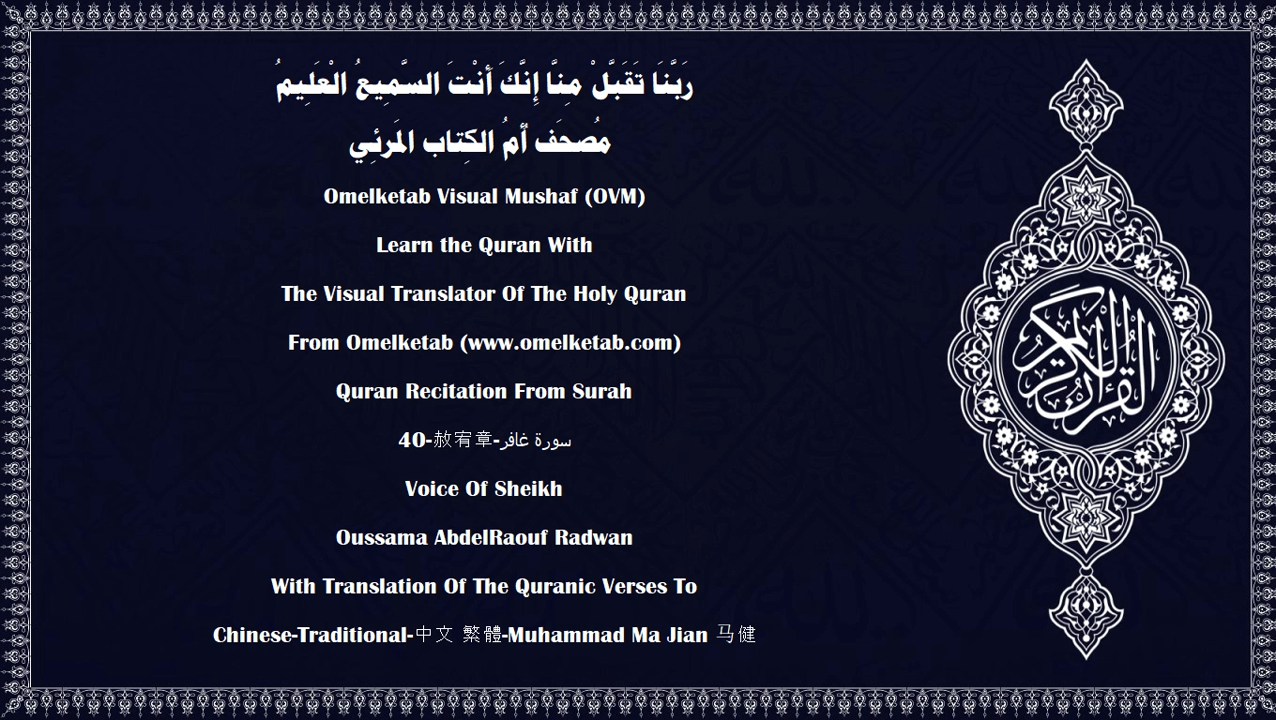 رَبَّنَا تَقَبَّلْ مِنَّا إِنَّكَ أَنْتَ السَّمِيعُ الْعَلِيمُ
مُصحَف أمُ الكِتاب المَرئِي
Omelketab Visual Mushaf (OVM)
Learn the Quran With
The Visual Translator Of The Holy Quran
From Omelketab (www.omelketab.com)
Quran Recitation From Surah
40-赦宥章-سورة غافر
Voice Of Sheikh
Oussama AbdelRaouf Radwan
With Translation Of The Quranic Verses To
Chinese-Traditional-中文 繁體-Muhammad Ma Jian 马健
القرآن الكريم